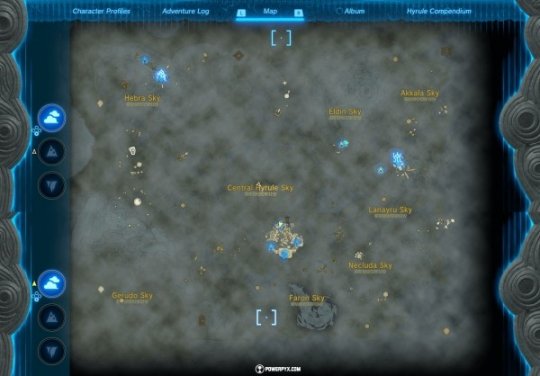 Character Profiles
Adventure Log
L
Map
R
Album
Hyrule Compendium
Hebra Sky
Akkala Sky
Eldin Sky
Central Hyrule Sky
Lanayru Sky
Necluda Sky
Gerudo Sky
Faron Sky
POWERPYX.COM